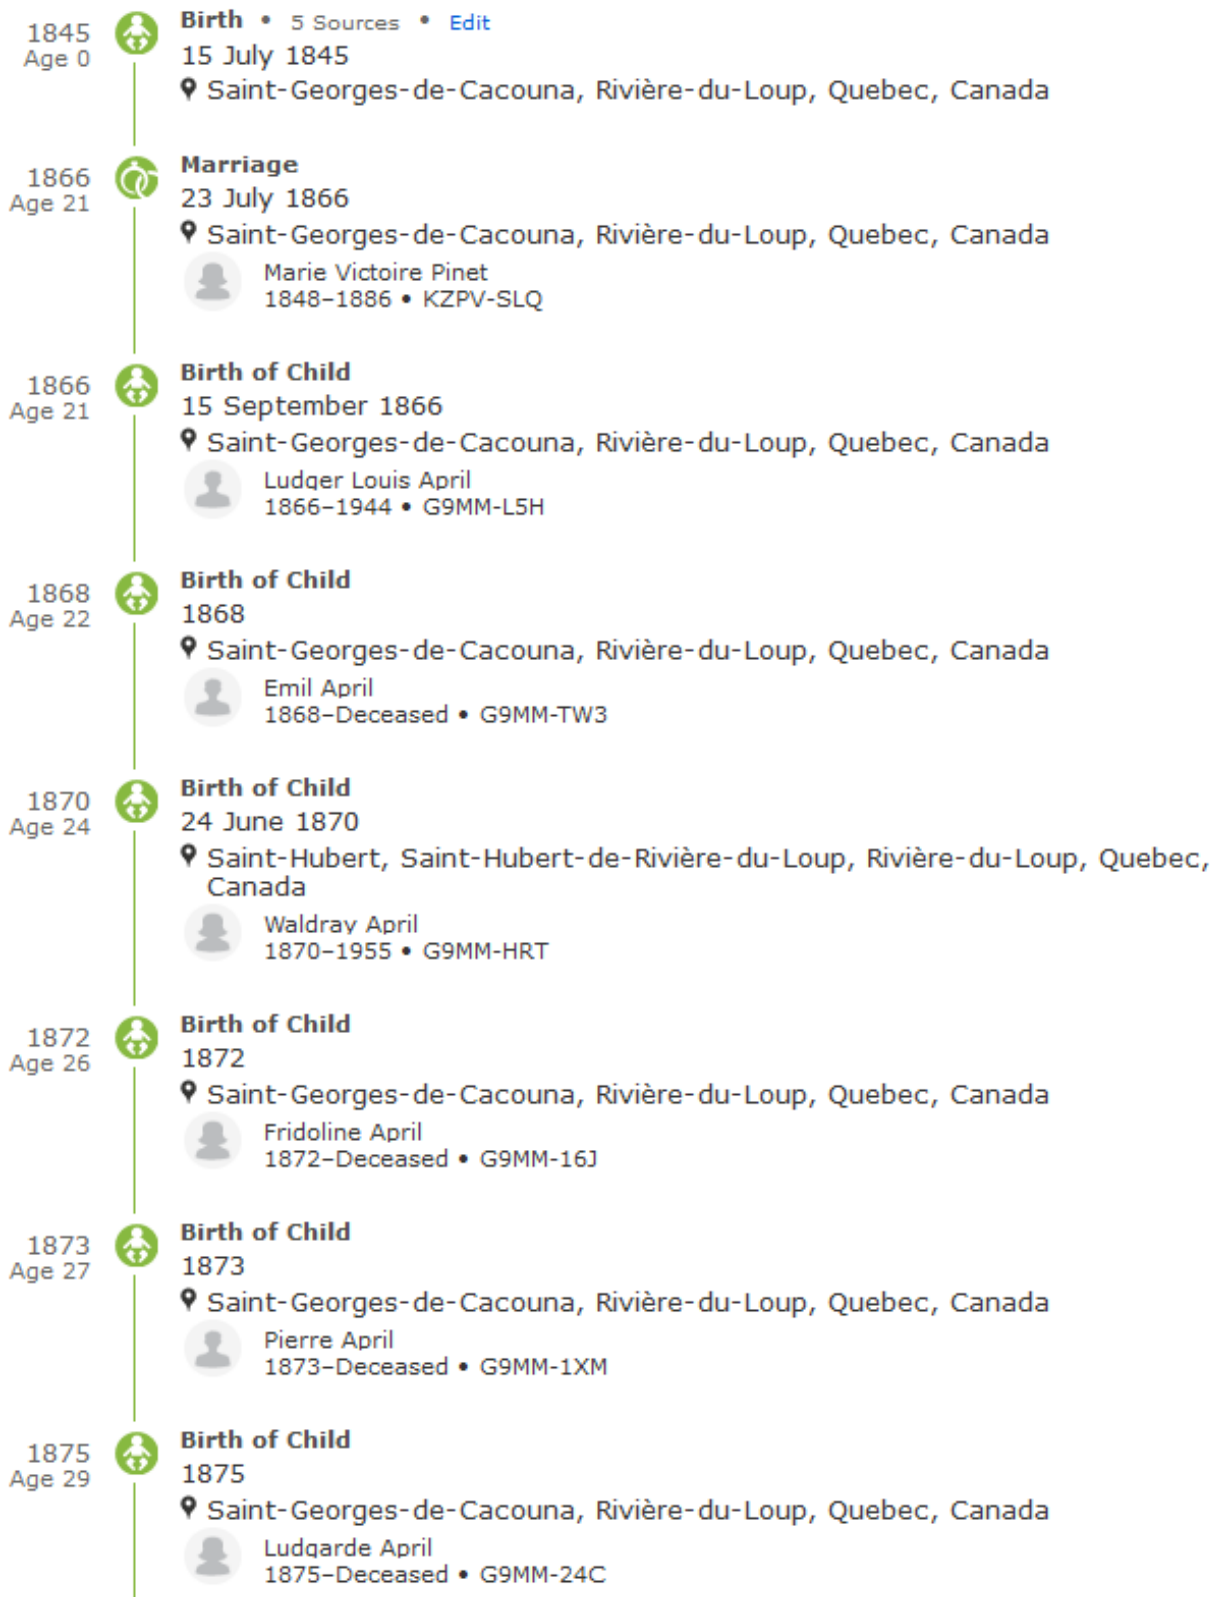 1845
Age 0
Birth • 5 Sources • Edit
15 July 1845
Saint-Georges-de-Cacouna, Rivière-du-Loup, Quebec, Canada
1866
Age 21
Marriage
23 July 1866
Saint-Georges-de-Cacouna, Rivière-du-Loup, Quebec, Canada
Marie Victoire Pinet
1848–1886 • KZPV-SLQ
1866
Age 21
Birth of Child
15 September 1866
Saint-Georges-de-Cacouna, Rivière-du-Loup, Quebec, Canada
Ludger Louis April
1866–1944 • G9MM-L5H
1868
Age 22
Birth of Child
1868
Saint-Georges-de-Cacouna, Rivière-du-Loup, Quebec, Canada
Emil April
1868–Deceased • G9MM-TW3
1870
Age 24
Birth of Child
24 June 1870
Saint-Hubert, Saint-Hubert-de-Rivière-du-Loup, Rivière-du-Loup, Quebec,
Canada
Waldray April
1870–1955 • G9MM-HRT
1872
Age 26
Birth of Child
1872
Saint-Georges-de-Cacouna, Rivière-du-Loup, Quebec, Canada
Fridoline April
1872–Deceased • G9MM-16J
1873
Age 27
Birth of Child
1873
Saint-Georges-de-Cacouna, Rivière-du-Loup, Quebec, Canada
Pierre April
1873–Deceased • G9MM-1XM
1875
Age 29
Birth of Child
1875
Saint-Georges-de-Cacouna, Rivière-du-Loup, Quebec, Canada
Ludgarde April
1875–Deceased • G9MM-24C